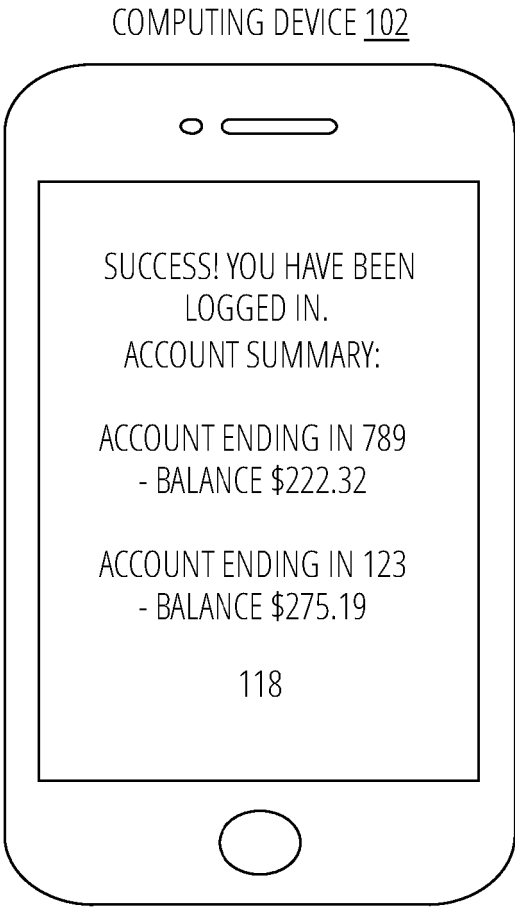 COMPUTING DEVICE 102
SUCCESS! YOU HAVE BEEN
LOGGED IN.
ACCOUNT SUMMARY:
ACCOUNT ENDING IN 789
- BALANCE $222.32
ACCOUNT ENDING IN 123
- BALANCE $275.19
118